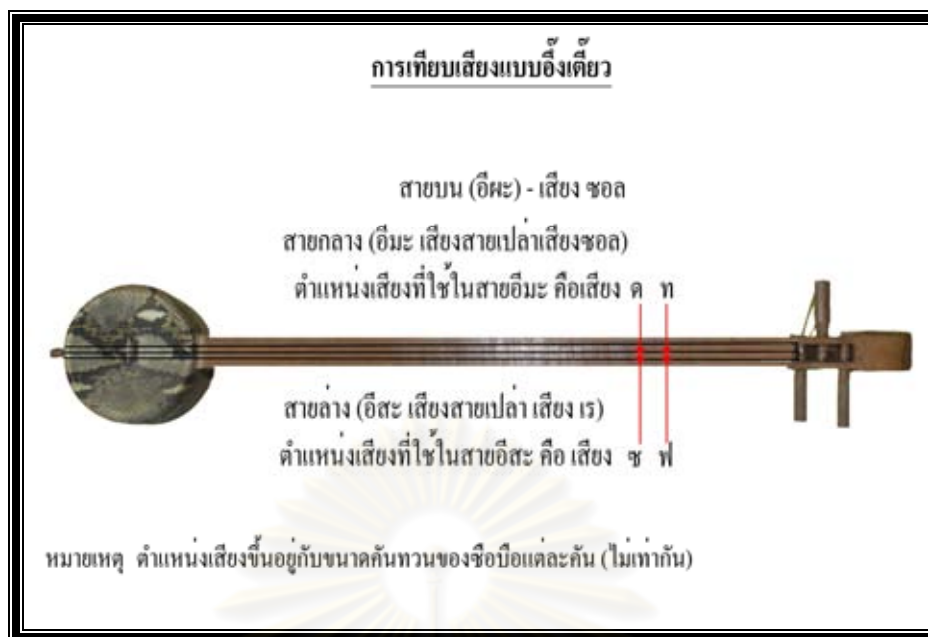 การเทียบเสียงแบบอื๊งเตี๊ยว
สายบน (อีผะ) - เสียง ซอล
สายกลาง (อีมะ เสียงสายเปล่าเสียงซอล)
ตำแหน่งเสียงที่ใช้ในสายอีมะ คือเสียง ด ท
สายล่าง (อีสะ เสียงสายเปล่า เสียง เร)
ตำแหน่งเสียงที่ใช้ในสายอีสะ คือ เสียง ซ ฟ
หมายเหตุ ตำแหน่งเสียงขึ้นอยู่กับขนาดคันทวนของซือบือแต่ละคัน (ไม่เท่ากัน)